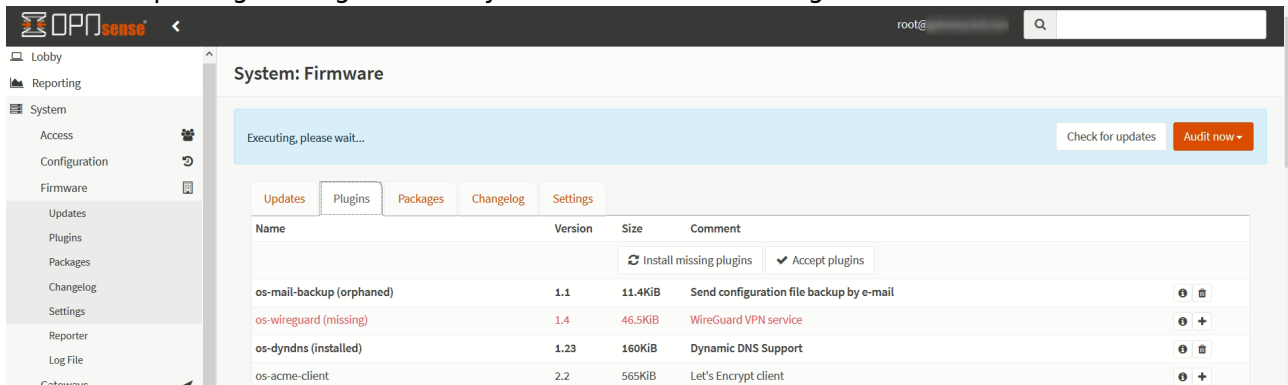 OPNsense
root@
Lobby
Reporting
System
Access
Configuration
Firmware
Updates
Plugins
Packages
Changelog
Settings
Reporter
Log File
System: Firmware
Executing, please wait...
Check for updates
Audit now
Updates Plugins Packages Changelog Settings
Name Version Size Comment
Install missing plugins Accept plugins
os-mail-backup (orphaned) 1.1 11.4KiB Send configuration file backup by e-mail
os-wireguard (missing) 1.4 46.5KiB WireGuard VPN service
os-dyndns (installed) 1.23 160KiB Dynamic DNS Support
os-acme-client 2.2 565KiB Let's Encrypt client